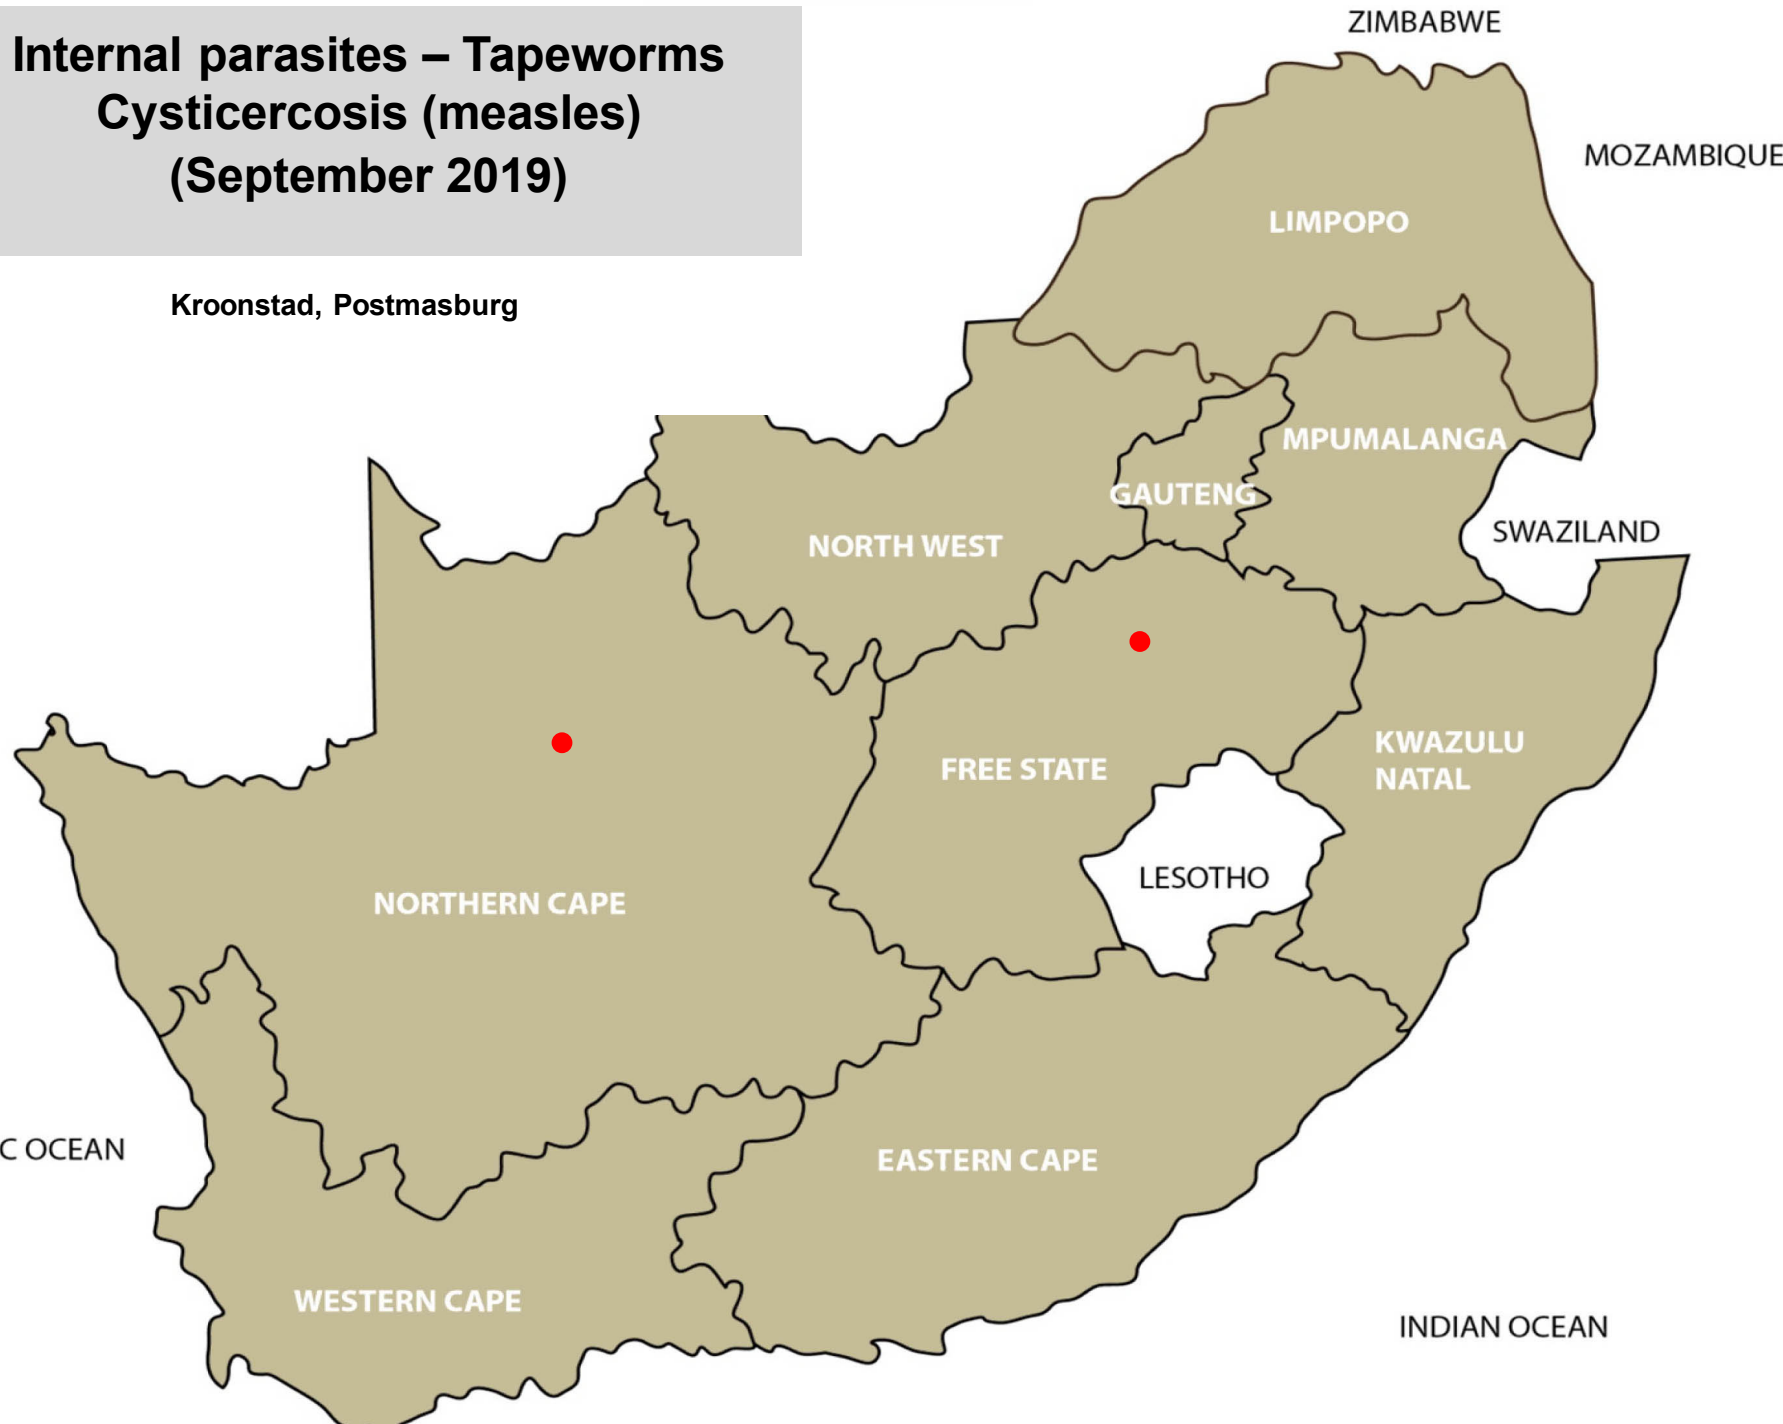 Internal parasites – Tapeworms
Cysticercosis (measles)
(September 2019)
Kroonstad, Postmasburg
ZIMBABWE
MOZAMBIQUE
LIMPOPO
MPUMALANGA
GAUTENG
SWAZILAND
NORTH WEST
KWAZULU
NATAL
FREE STATE
LESOTHO
NORTHERN CAPE
C OCEAN
EASTERN CAPE
WESTERN CAPE
INDIAN OCEAN